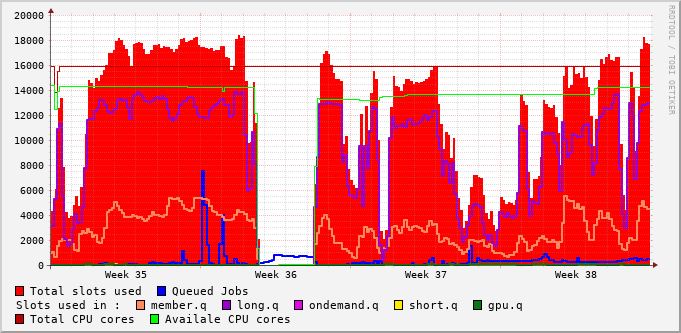 20000
18000
16000
14000
12000
10000
8000
6000
4000
2000
0
RRDTOOL / TOBI OETIKER
Week 35 Week 36 Week 37 Week 38
Total slots used Queued Jobs
Slots used in : member.q long.q ondemand.q short.q gpu.q
Total CPU cores Availale CPU cores